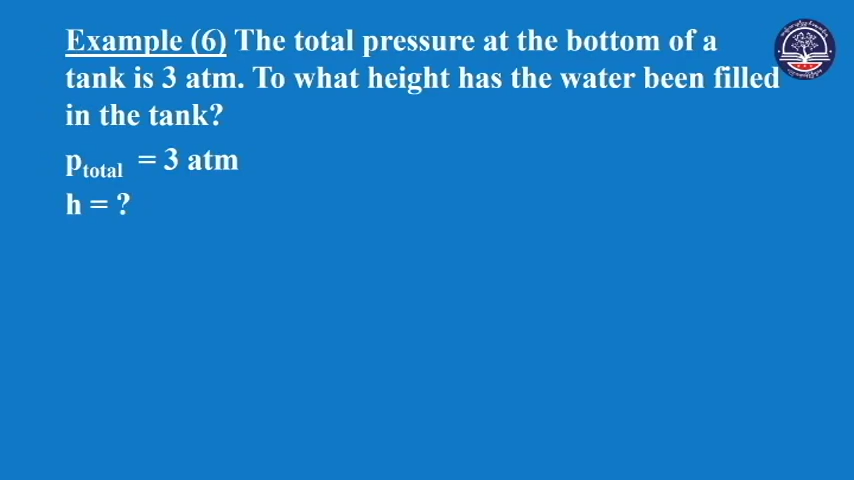 Example (6) The total pressure at the bottom of a
tank is 3 atm. To what height has the water been filled
in the tank?
p_total = 3 atm
h = ?